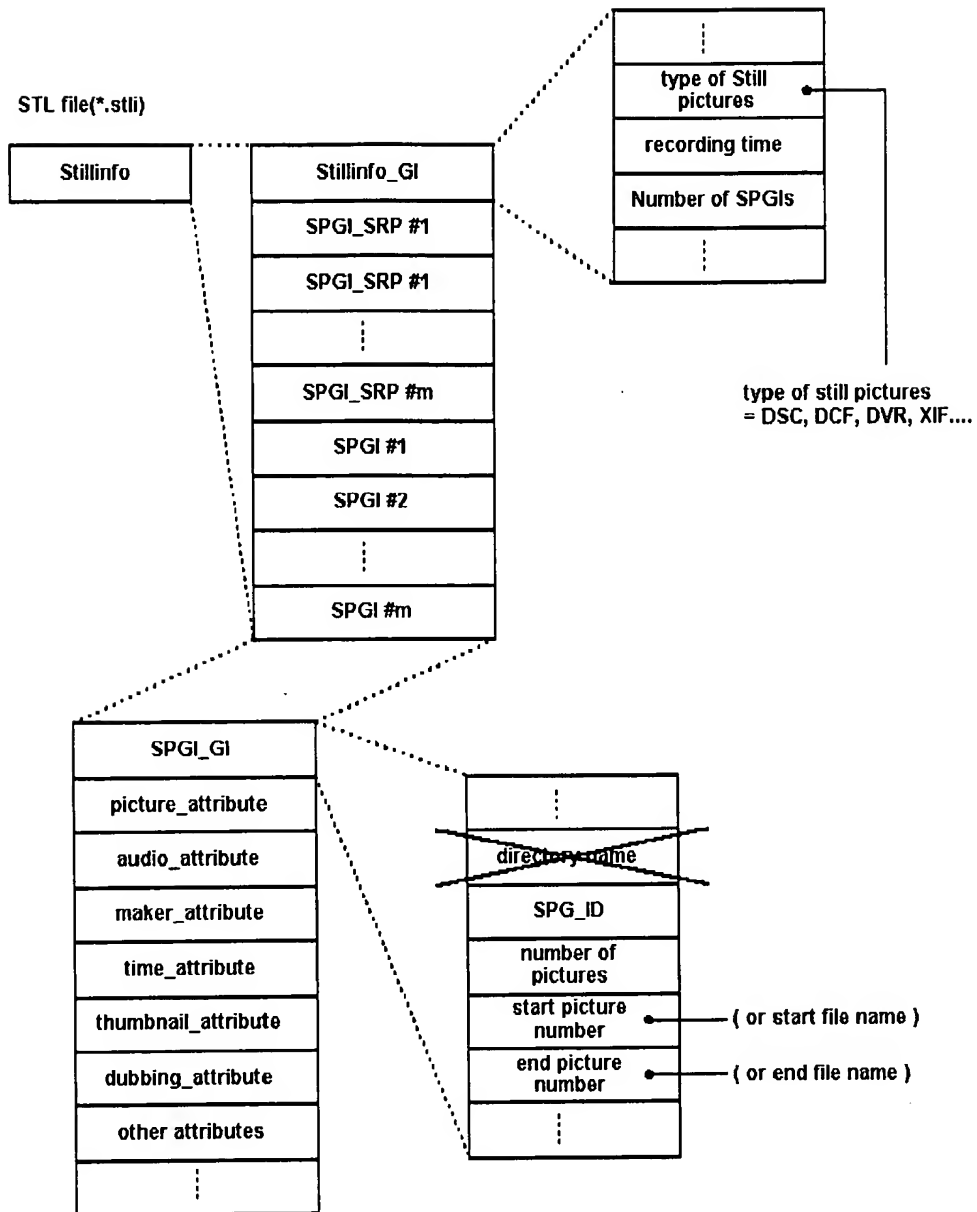 STL file(*.stli)
Stillinfo
Stillinfo_GI
SPGI_SRP #1
SPGI_SRP #1
SPGI_SRP #m
SPGI #1
SPGI #2
SPGI #m
type of Still
pictures
recording time
Number of SPGIs
type of still pictures
= DSC, DCF, DVR, XIF....
SPGI_GI
picture_attribute
audio_attribute
maker_attribute
time_attribute
thumbnail_attribute
dubbing_attribute
other attributes
directory name
SPG_ID
number of
pictures
start picture
number
( or start file name )
end picture
number
( or end file name )